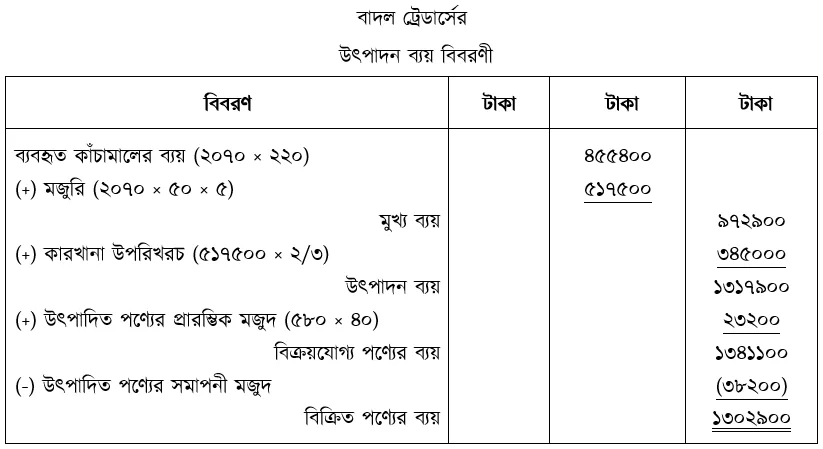 বাদল ট্রেডার্সের
উৎপাদন ব্যয় বিবরণী
বিবরণ টাকা টাকা টাকা
ব্যবহৃত কাঁচামালের ব্যয় (২০৭০ × ২২০) ৪৫৫৪০০
(+) মজুরি (২০৭০ × ৫০ × ৫) ৫১৭৫০০
মুখ্য ব্যয় ৯৭২৯০০
(+) কারখানা উপরিখরচ (৫১৭৫০০ × ২/৩) ৩৪৫০০০
উৎপাদন ব্যয় ১৩১৭৯০০
(+) উৎপাদিত পণ্যের প্রারম্ভিক মজুদ (৫৮০ × ৪০) ২৩২০০
বিক্রয়যোগ্য পণ্যের ব্যয় ১৩৪১১০০
(-) উৎপাদিত পণ্যের সমাপনী মজুদ (৩৮২০০)
বিক্রিত পণ্যের ব্যয় ১৩০২৯০০